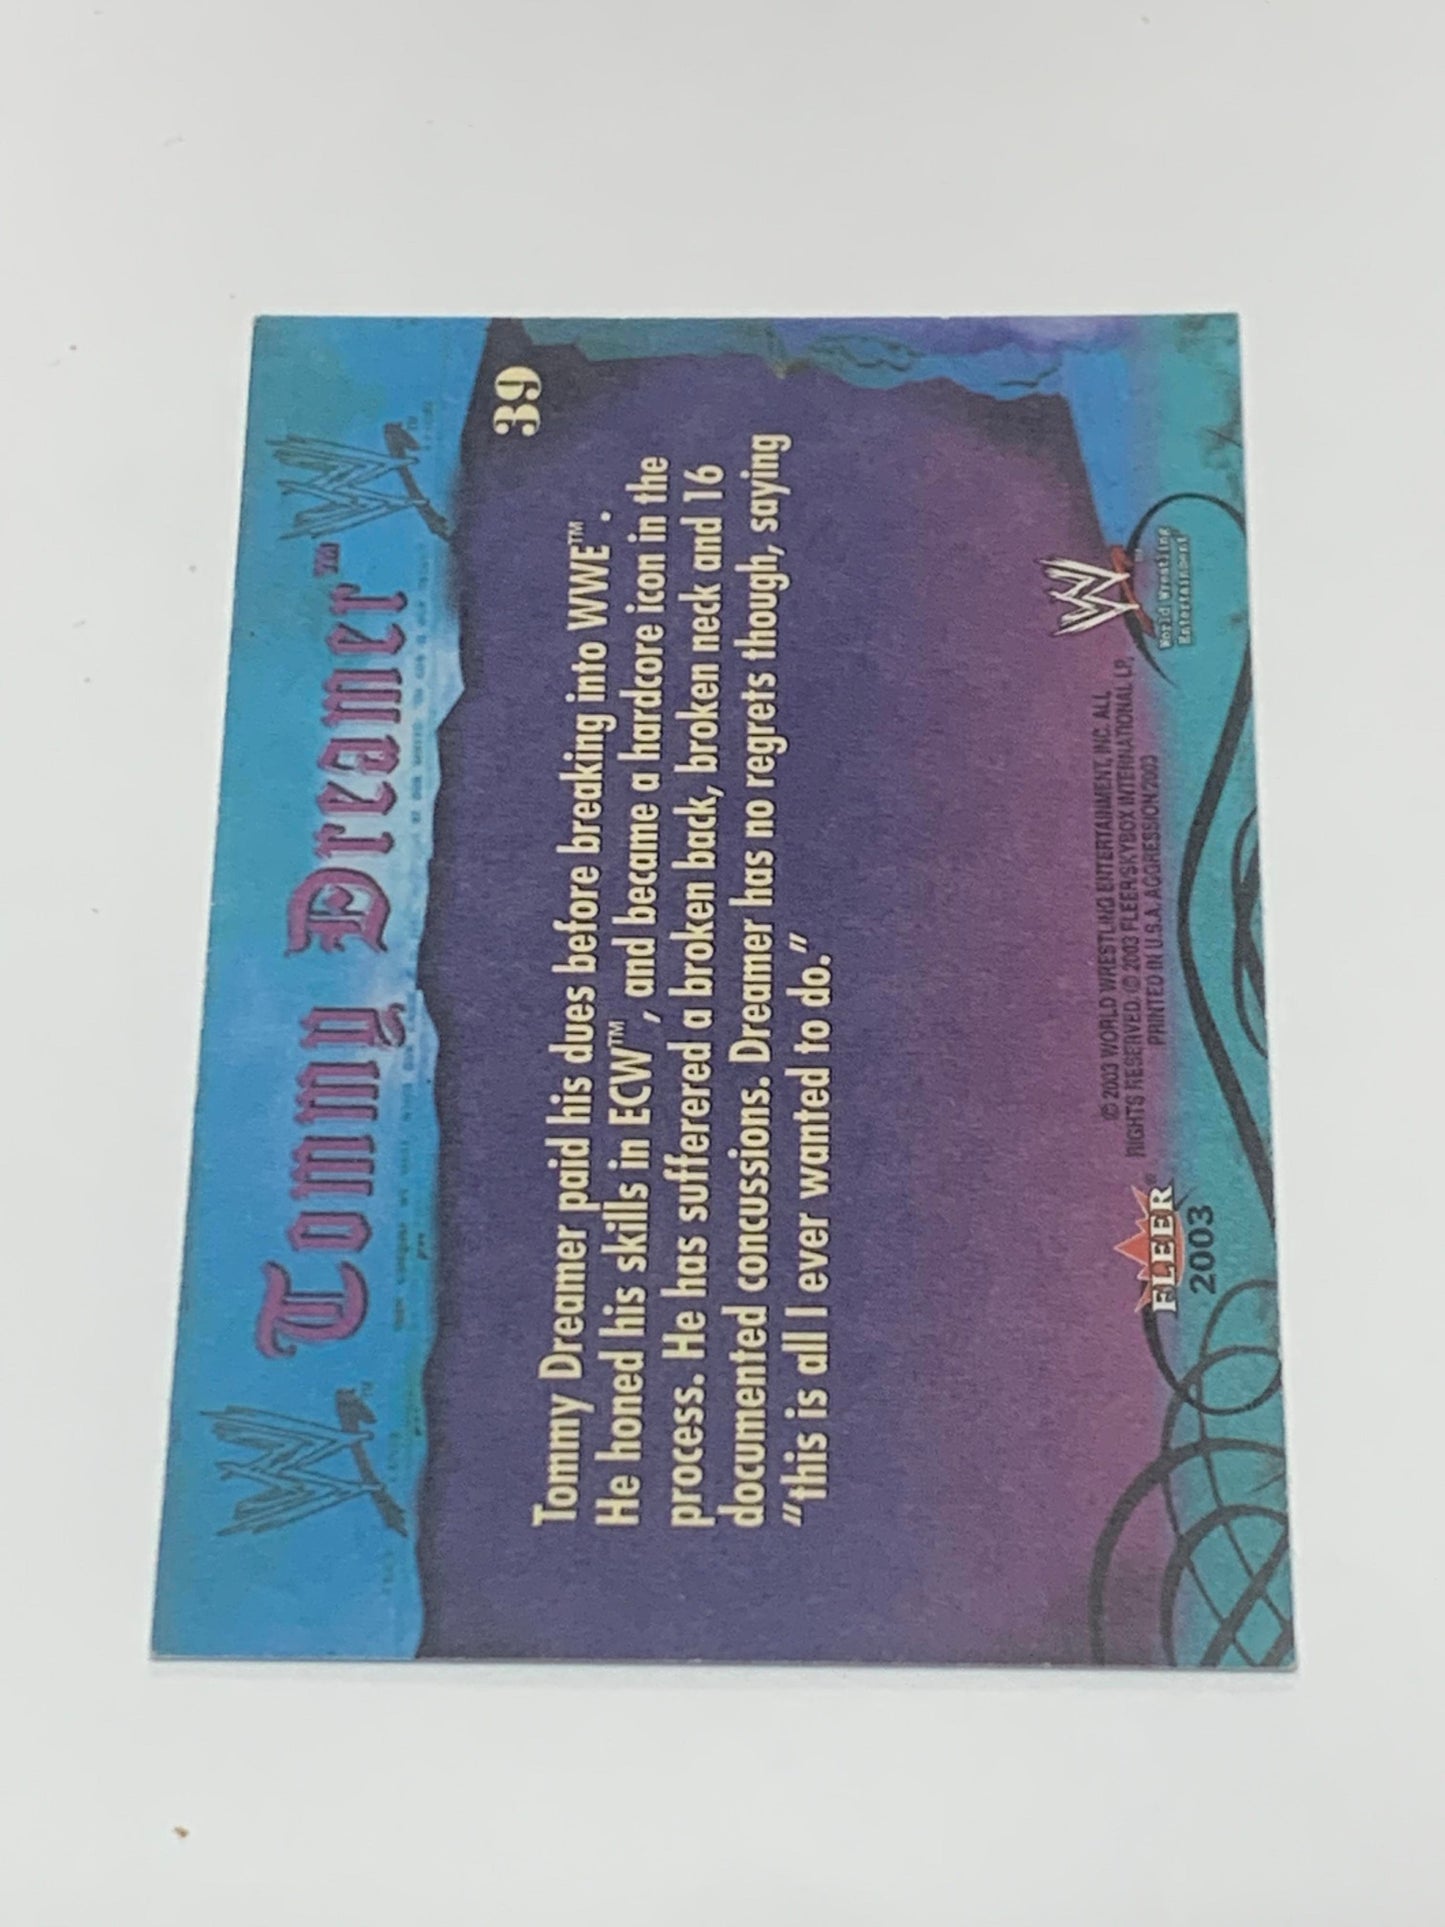 Tommy Dreamer™
39
Tommy Dreamer paid his dues before breaking into WWE™.
He honed his skills in ECW™, and became a hardcore icon in the
process. He has sufferered a broken back, broken neck and 16
documented concussions. Dreamer has no regrets though, saying
“this is all I ever wanted to do.”
FLEER®
2003
© 2003 WORLD WRESTLING ENTERTAINMENT, INC. ALL
RIGHTS RESERVED. © 2003 FLEER/SKYBOX INTERNATIONAL LP,
PRINTED IN U.S.A. AGGRESSION 2003
W™
World Wrestling
Entertainment